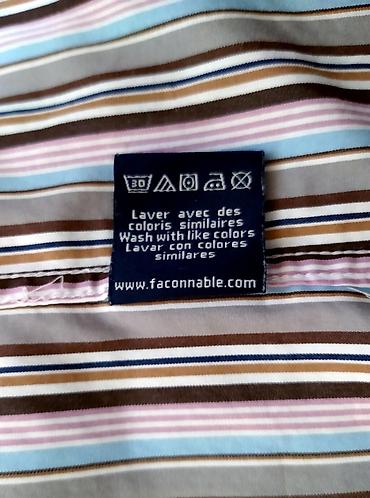 30
Laver avec des
coloris similaires
Wash with like colors
Lavar con colores
similares
www.faconnable.com